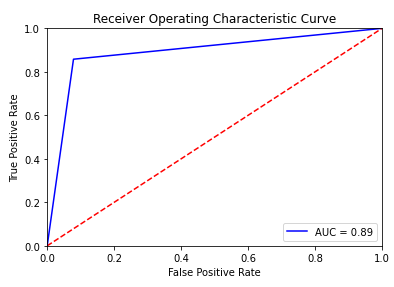 Receiver Operating Characteristic Curve
True Positive Rate
1.0
0.8
0.6
0.4
0.2
0.0
AUC = 0.89
0.0 0.2 0.4 0.6 0.8 1.0
False Positive Rate